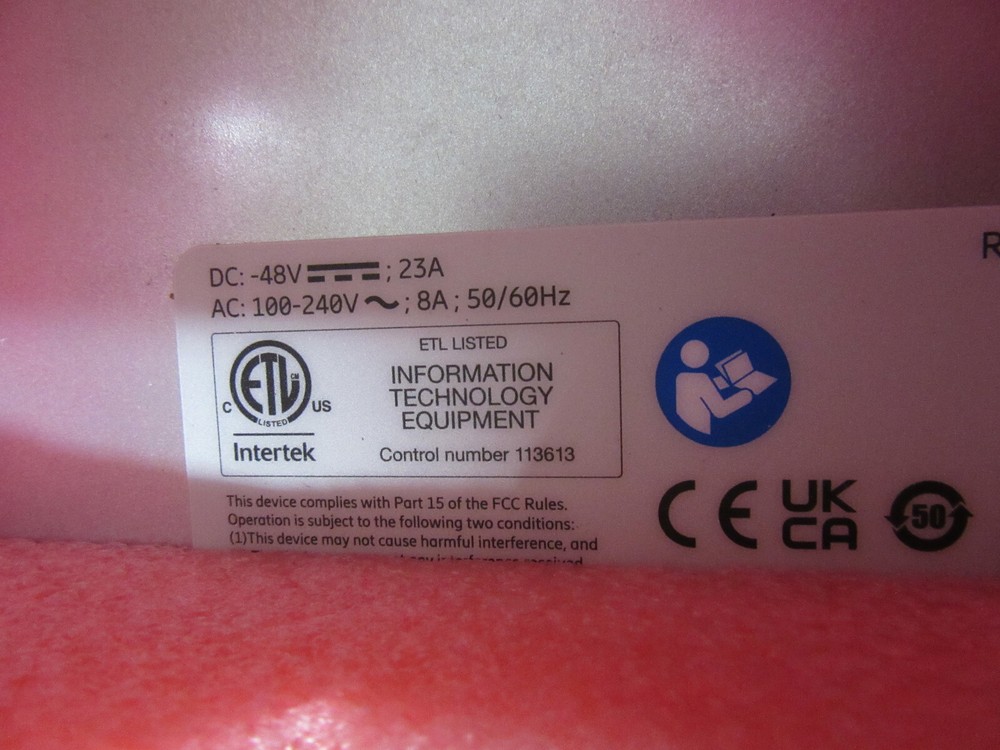 DC: -48V ⎓ ; 23A
AC: 100-240V ~ ; 8A ; 50/60Hz
R
ETL LISTED
ETL CM
LISTED
C US
Intertek
INFORMATION
TECHNOLOGY
EQUIPMENT
Control number 113613
This device complies with Part 15 of the FCC Rules.
Operation is subject to the following two conditions:
(1)This device may not cause harmful interference, and
CE
UK
CA
50